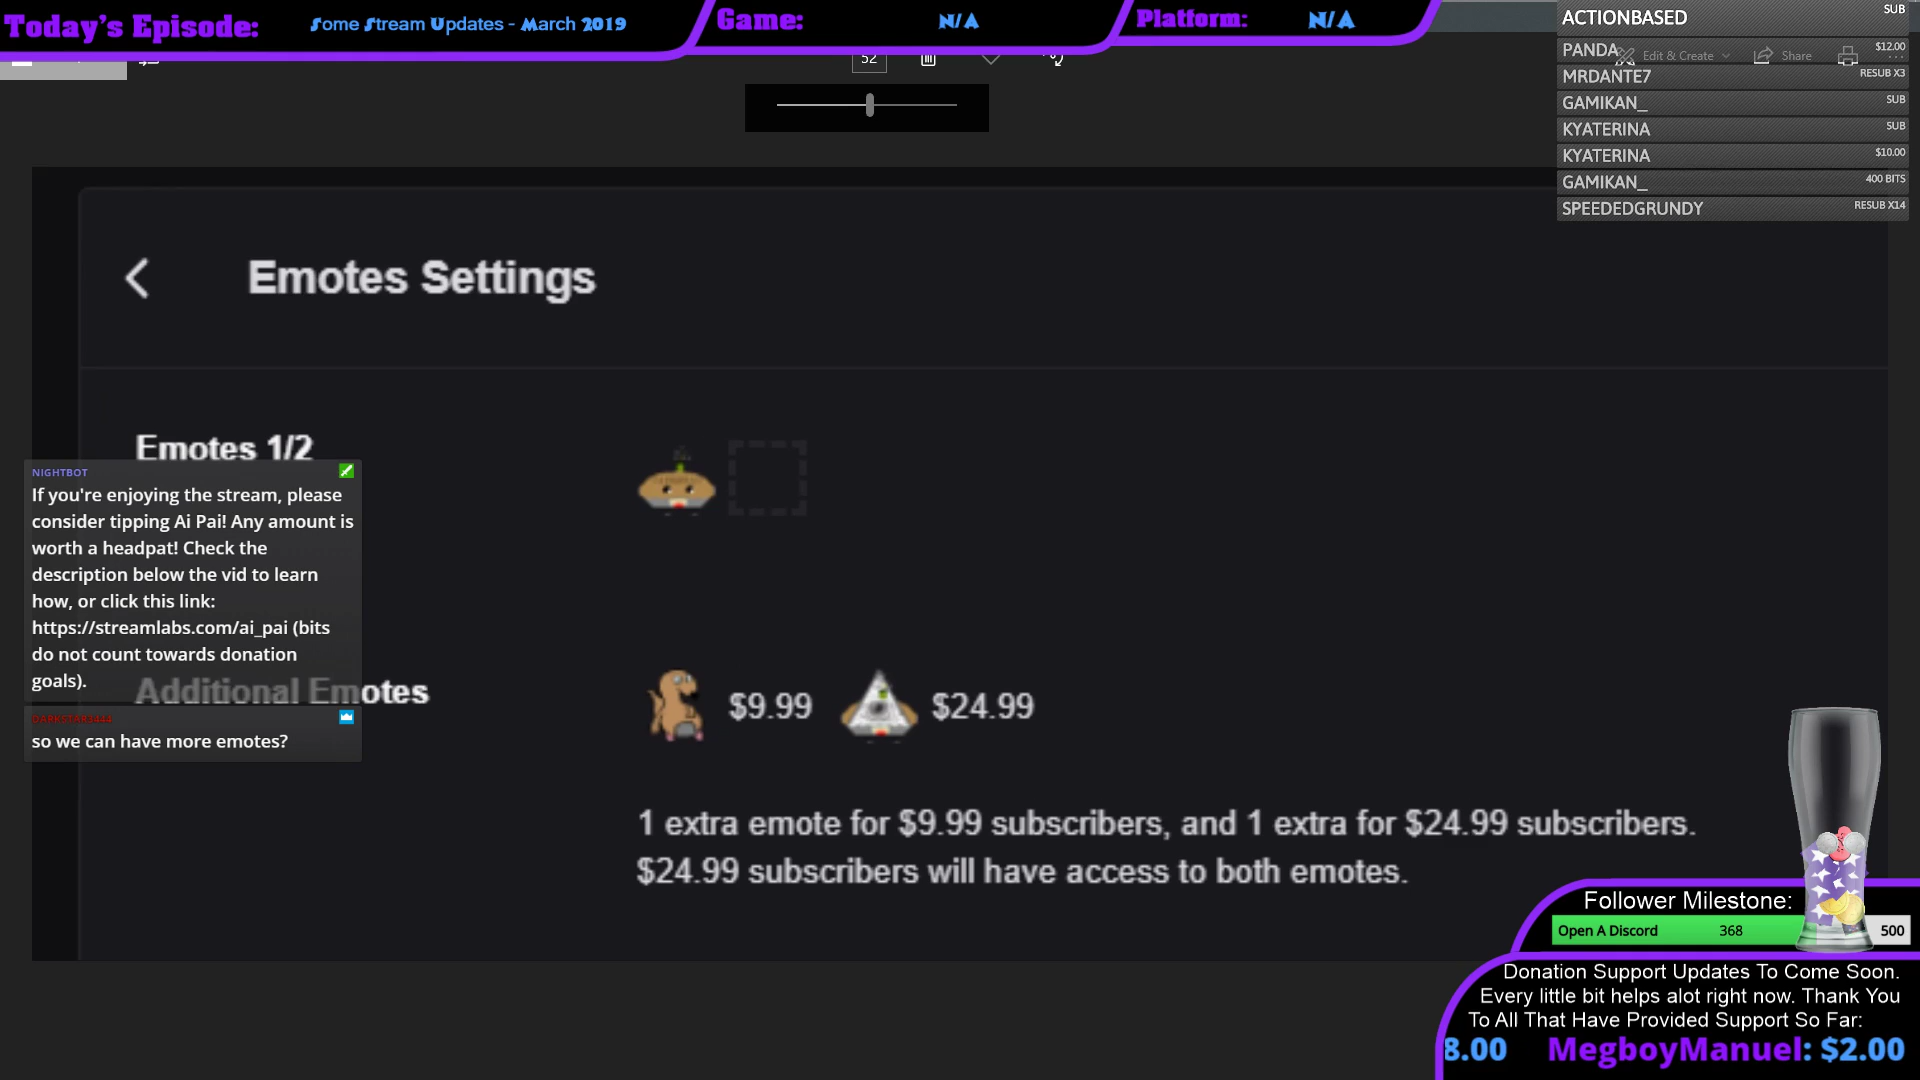 Today's Episode: Some Stream Updates - March 2019 Game: N/A Platform: N/A
ACTIONBASED SUB
PANDA $12.00
Edit & Create Share
MRDANTE7 RESUB X3
GAMIKAN_ SUB
KYATERINA SUB
KYATERINA $10.00
GAMIKAN_ 400 BITS
SPEEDEDGRUNDY RESUB X14
52
Emotes Settings
Emotes 1/2
NIGHTBOT
If you're enjoying the stream, please
consider tipping Ai Pai! Any amount is
worth a headpat! Check the
description below the vid to learn
how, or click this link:
https://streamlabs.com/ai_pai (bits
do not count towards donation
goals).
Additional Emotes
$9.99 $24.99
DARKSTAR3444
so we can have more emotes?
1 extra emote for $9.99 subscribers, and 1 extra for $24.99 subscribers.
$24.99 subscribers will have access to both emotes.
Follower Milestone:
Open A Discord 368 500
Donation Support Updates To Come Soon.
Every little bit helps alot right now. Thank You
To All That Have Provided Support So Far:
8.00 MegboyManuel: $2.00